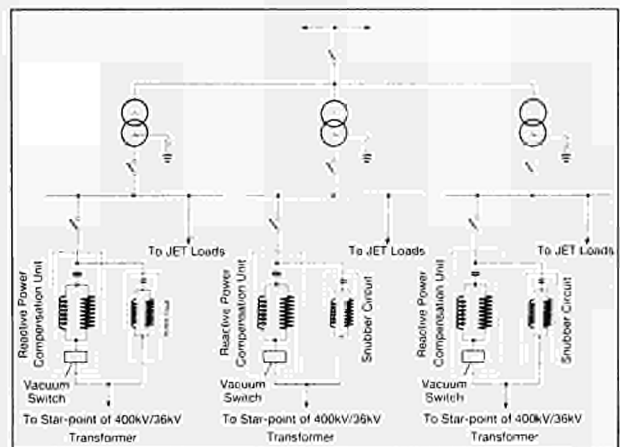 To JET Loads
To JET Loads
To JET Loads
Reactive Power
Compensation Unit
Reactive Power
Compensation Unit
Snubber Circuit
Reactive Power
Compensation Unit
Snubber Circuit
Vacuum
Switch
Vacuum
Switch
Vacuum
Switch
To Star-point of 400kV/36kV
Transformer
To Star-point of 400kV/36kV
Transformer
To Star-point of 400kV/36kV
Transformer